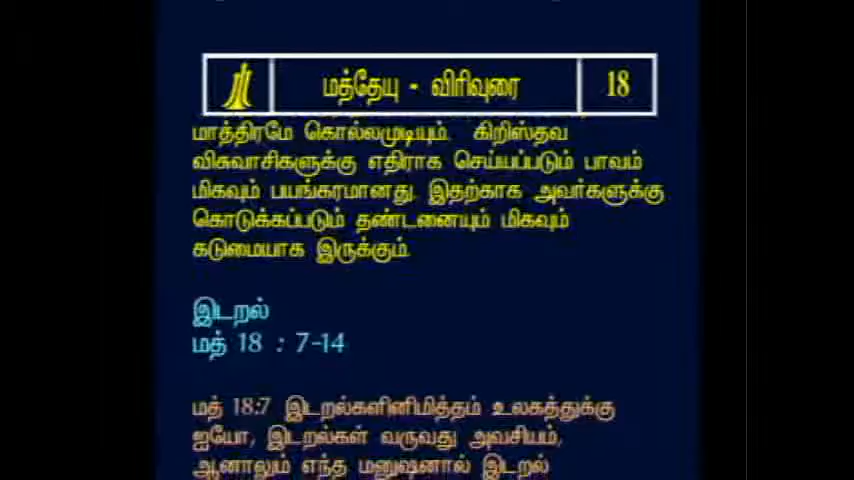 மத்தேயு - விரிவுரை 18
மாத்திரமே கொல்லமுடியும். கிறிஸ்தவ
விசுவாசிகளுக்கு எதிராக செய்யப்படும் பாவம்
மிகவும் பயங்கரமானது. இதற்காக அவர்களுக்கு
கொடுக்கப்படும் தண்டனையும் மிகவும்
கடுமையாக இருக்கும்.
இடறல்
மத் 18 : 7-14
மத் 18:7 இடறல்களினிமித்தம் உலகத்துக்கு
ஐயோ, இடறல்கள் வருவது அவசியம்,
ஆனாலும் எந்த மனுஷனால் இடறல்